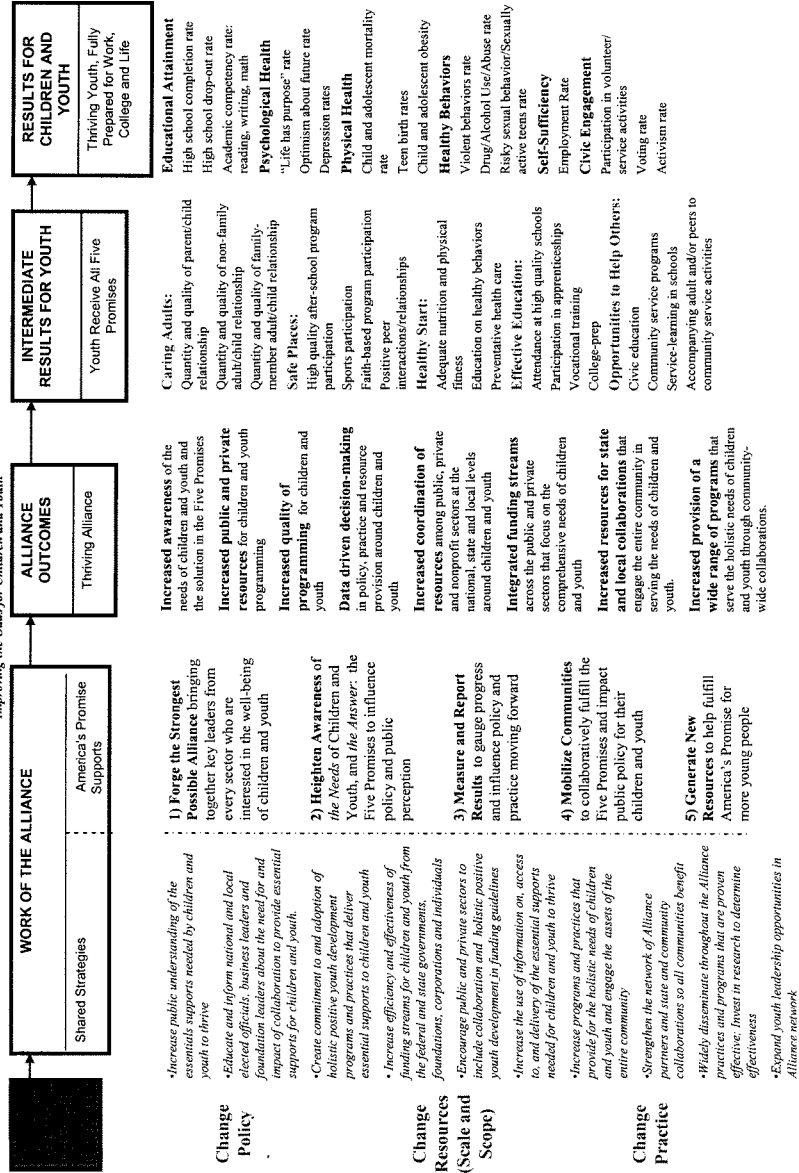 Improving the Odds for Children and Youth
WORK OF THE ALLIANCE
Shared Strategies
America's Promise
Supports
ALLIANCE
OUTCOMES
Thriving Alliance
INTERMEDIATE
RESULTS FOR YOUTH
Youth Receive All Five
Promises
RESULTS FOR
CHILDREN AND
YOUTH
Thriving Youth, Fully
Prepared for Work,
College and Life
Change
Policy
Change
Resources
(Scale and
Scope)
Change
Practice
•Increase public understanding of the
essentials supports needed by children and
youth to thrive
•Educate and inform national and local
elected officials, business leaders and
foundation leaders about the need for and
impact of collaboration to provide essential
supports for children and youth.
•Create commitment to and adoption of
holistic positive youth development
programs and practices that deliver
essential supports to children and youth
• Increase efficiency and effectiveness of
funding streams for children and youth from
the federal and state governments,
foundations, corporations and individuals
•Encourage public and private sectors to
include collaboration and holistic positive
youth development in funding guidelines
•Increase the use of information on, access
to, and delivery of the essential supports
needed for children and youth to thrive
•Increase programs and practices that
provide for the holistic needs of children
and youth and engage the assets of the
entire community
•Strengthen the network of Alliance
partners and state and community
collaborations so all communities benefit
•Widely disseminate throughout the Alliance
practices and programs that are proven
effective; Invest in research to determine
effectiveness
•Expand youth leadership opportunities in
Alliance network
1) Forge the Strongest
Possible Alliance bringing
together key leaders from
every sector who are
interested in the well-being
of children and youth
2) Heighten Awareness of
the Needs of Children and
Youth, and the Answer: the
Five Promises to influence
policy and public
perception
3) Measure and Report
Results to gauge progress
and influence policy and
practice moving forward
4) Mobilize Communities
to collaboratively fulfill the
Five Promises and impact
public policy for their
children and youth
5) Generate New
Resources to help fulfill
America's Promise for
more young people
Increased awareness of the
needs of children and youth and
the solution in the Five Promises
Increased public and private
resources for children and youth
programming
Increased quality of
programming for children and
youth
Data driven decision-making
in policy, practice and resource
provision around children and
youth
Increased coordination of
resources among public, private
and nonprofit sectors at the
national, state and local levels
around children and youth
Integrated funding streams
across the public and private
sectors that focus on the
comprehensive needs of children
and youth
Increased resources for state
and local collaborations that
engage the entire community in
serving the needs of children and
youth.
Increased provision of a
wide range of programs that
serve the holistic needs of children
and youth through community-
wide collaborations.
Caring Adults:
Quantity and quality of parent/child
relationship
Quantity and quality of non-family
adult/child relationship
Quantity and quality of family-
member adult/child relationship
Safe Places:
High quality after-school program
participation
Sports participation
Faith-based program participation
Positive peer
interactions/relationships
Healthy Start:
Adequate nutrition and physical
fitness
Education on healthy behaviors
Preventative health care
Effective Education:
Attendance at high quality schools
Participation in apprenticeships
Vocational training
College-prep
Opportunities to Help Others:
Civic education
Community service programs
Service-learning in schools
Accompanying adult and/or peers to
community service activities
Educational Attainment
High school completion rate
High school drop-out rate
Academic competency rate:
reading, writing, math
Psychological Health
"Life has purpose" rate
Optimism about future rate
Depression rates
Physical Health
Child and adolescent mortality
rate
Teen birth rates
Child and adolescent obesity
Healthy Behaviors
Violent behaviors rate
Drug/Alcohol Use/Abuse rate
Risky sexual behavior/Sexually
active teens rate
Self-Sufficiency
Employment Rate
Civic Engagement
Participation in volunteer/
service activities
Voting rate
Activism rate